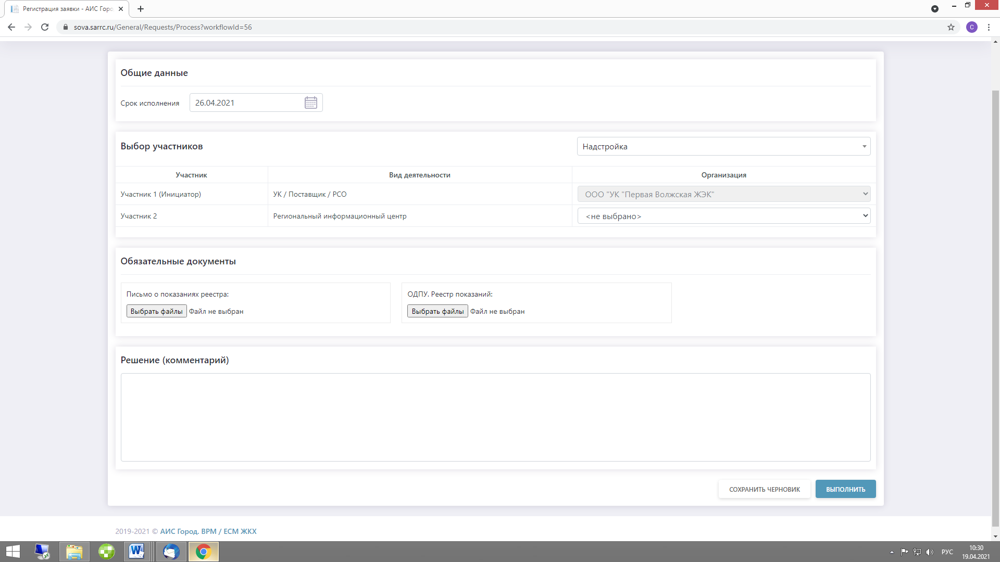 Регистрация заявки - АИС Горо
sova.sarrc.ru/General/Requests/Process?workflowId=56
C
Общие данные
Срок исполнения
26.04.2021
Выбор участников
Надстройка
Участник
Вид деятельности
Организация
Участник 1 (Инициатор)
УК / Поставщик / РСО
ООО "УК "Первая Волжская ЖЭК"
Участник 2
Региональный информационный центр
<не выбрано>
Обязательные документы
Письмо о показаниях реестра:
ОДПУ. Реестр показаний:
Выбрать файлы Файл не выбран
Выбрать файлы Файл не выбран
Решение (комментарий)
СОХРАНИТЬ ЧЕРНОВИК
ВЫПОЛНИТЬ
2019-2021 © АИС Город. ВРМ / ЕСМ ЖКХ
W
РУС
10:30
19.04.2021